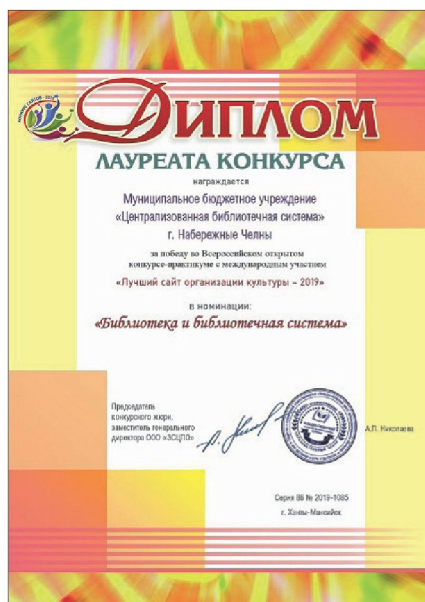 ДИПЛОМ
ЛАУРЕАТА КОНКУРСА
награждается
Муниципальное бюджетное учреждение
«Централизованная библиотечная система»
г. Набережные Челны
за победу во Всероссийском открытом
конкурсе-практикуме с международным участием
«Лучший сайт организации культуры – 2019»
в номинации:
«Библиотека и библиотечная система»
Председатель
конкурсного жюри,
заместитель генерального
директора ООО «ЗСЦПО»
А.П. Николаева
Серия ВБ № 2019-1085
г. Ханты-Мансийск